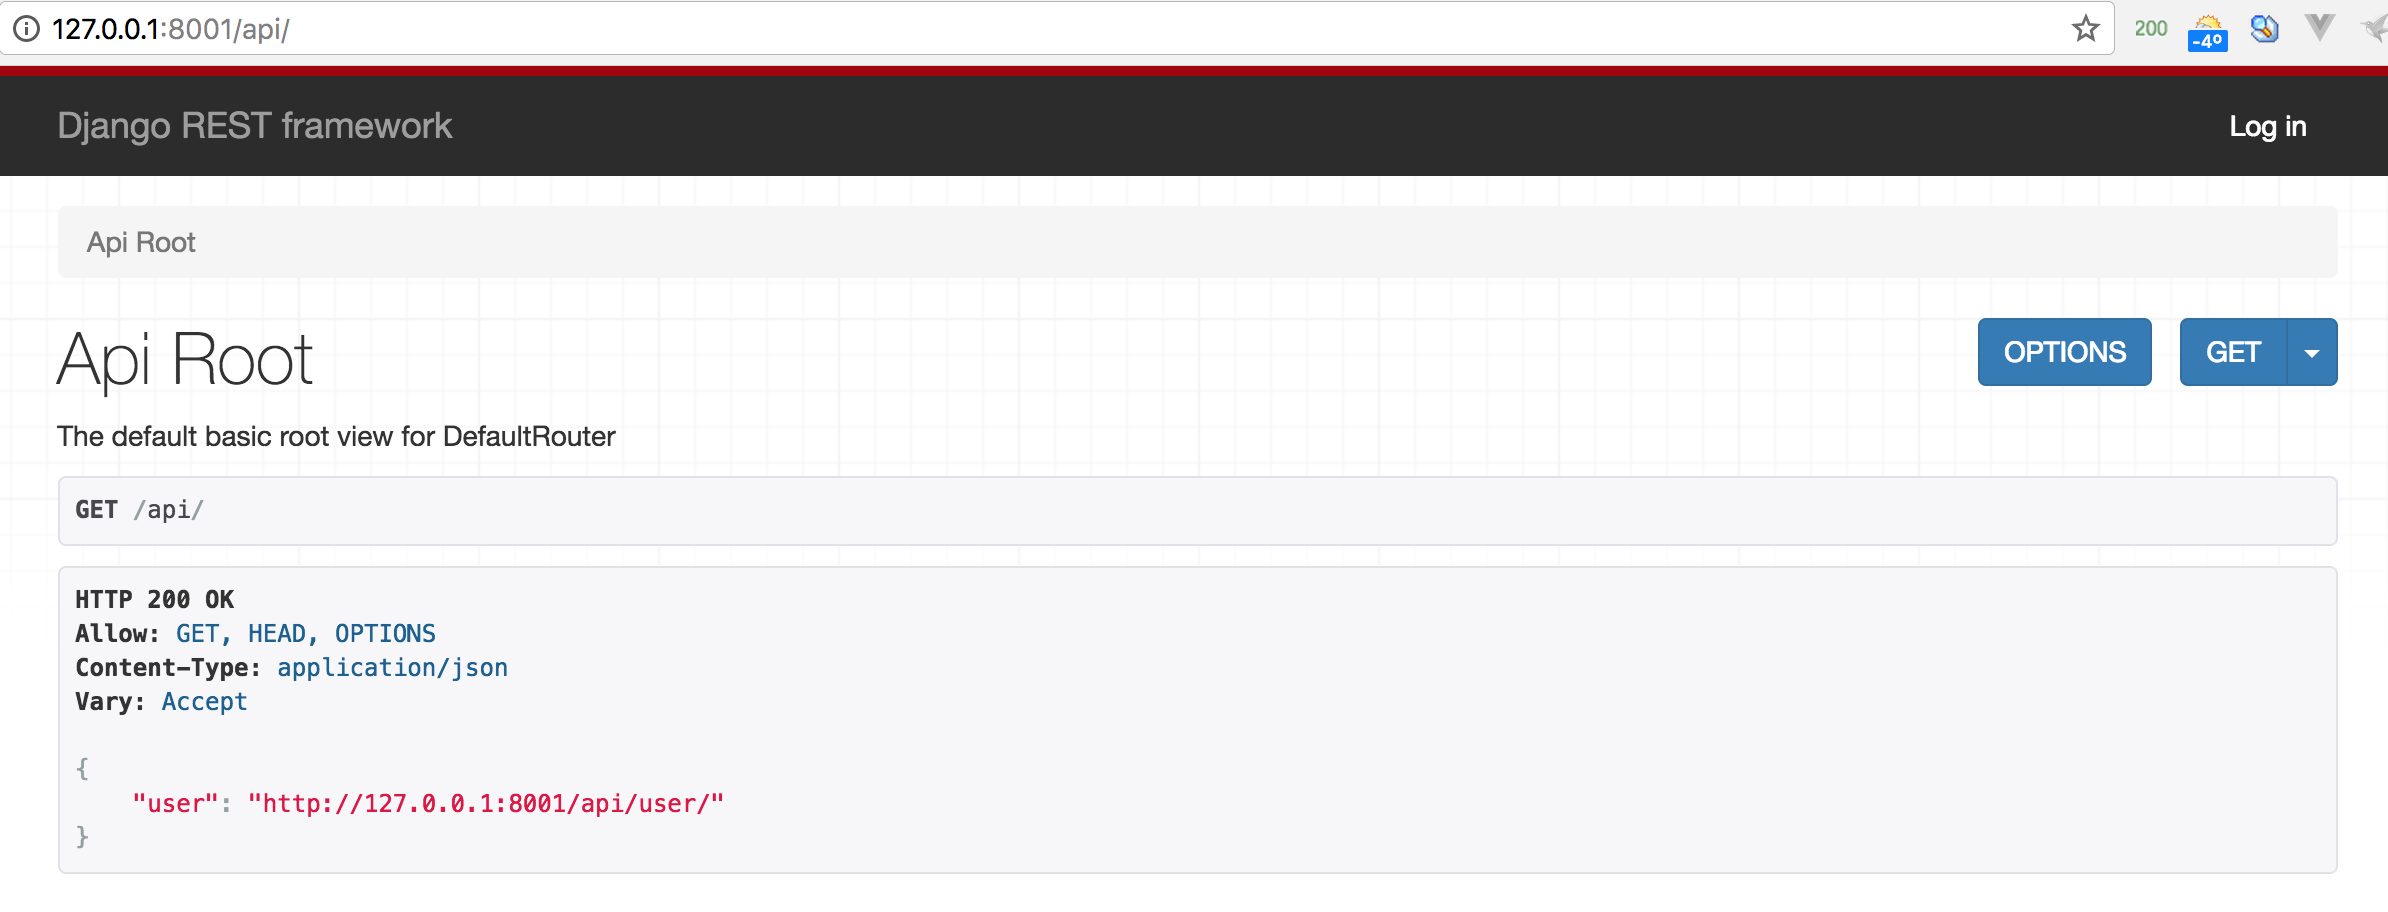 127.0.0.1:8001/api/
200
-4°
Django REST framework
Log in
Api Root
Api Root
OPTIONS
GET
The default basic root view for DefaultRouter
GET /api/
HTTP 200 OK
Allow: GET, HEAD, OPTIONS
Content-Type: application/json
Vary: Accept
{
    "user": "http://127.0.0.1:8001/api/user/"
}